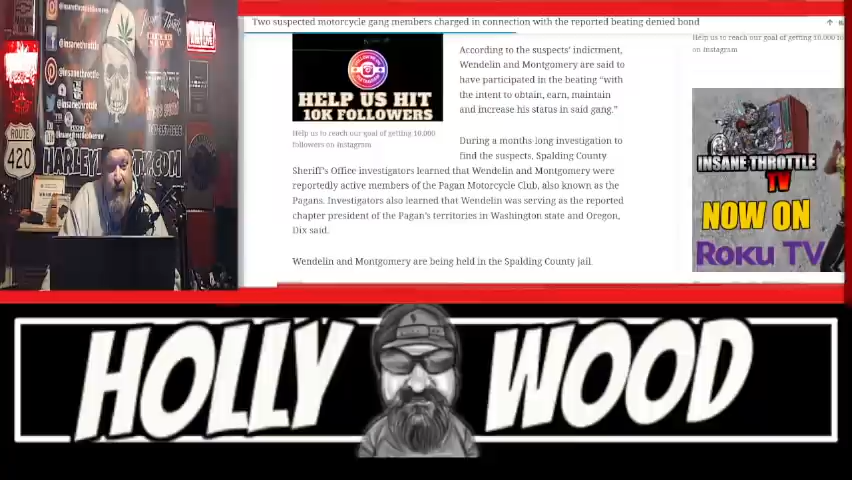 Two suspected motorcycle gang members charged in connection with the reported beating denied bond
HELP US HIT
10K FOLLOWERS
Help us to reach our goal of getting 10,000
followers on Instagram
According to the suspects' indictment,
Wendelin and Montgomery are said to
have participated in the beating "with
the intent to obtain, earn, maintain
and increase his status in said gang."
During a months-long investigation to
find the suspects, Spalding County
Sheriff's Office investigators learned that Wendelin and Montgomery were
reportedly active members of the Pagan Motorcycle Club, also known as the
Pagans. Investigators also learned that Wendelin was serving as the reported
chapter president of the Pagan's territories in Washington state and Oregon,
Dix said.
Wendelin and Montgomery are being held in the Spalding County jail.
Help us to reach our goal of getting 10,000
on Instagram
INSANE THROTTLE
TV
NOW ON
ROKU TV
ROUTE
420
HOLLY WOOD